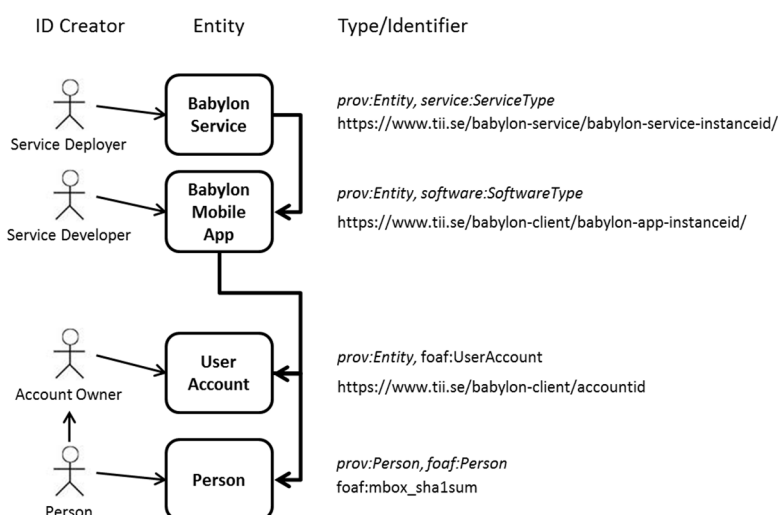 ID Creator Entity Type/Identifier
Service Deployer
Babylon
Service
prov:Entity, service:ServiceType
https://www.tii.se/babylon-service/babylon-service-instanceid/
Service Developer
Babylon
Mobile
App
prov:Entity, software:SoftwareType
https://www.tii.se/babylon-client/babylon-app-instanceid/
Account Owner
User
Account
prov:Entity, foaf:UserAccount
https://www.tii.se/babylon-client/accountid
Person
Person
prov:Person, foaf:Person
foaf:mbox_sha1sum